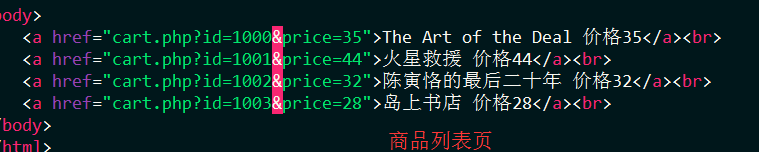 body>
<a href="cart.php?id=1000&price=35">The Art of the Deal 价格35</a><br>
<a href="cart.php?id=1001&price=44">火星救援 价格44</a><br>
<a href="cart.php?id=1002&price=32">陈寅恪的最后二十年 价格32</a><br>
<a href="cart.php?id=1003&price=28">岛上书店 价格28</a><br>
/body>
/html>
商品列表页